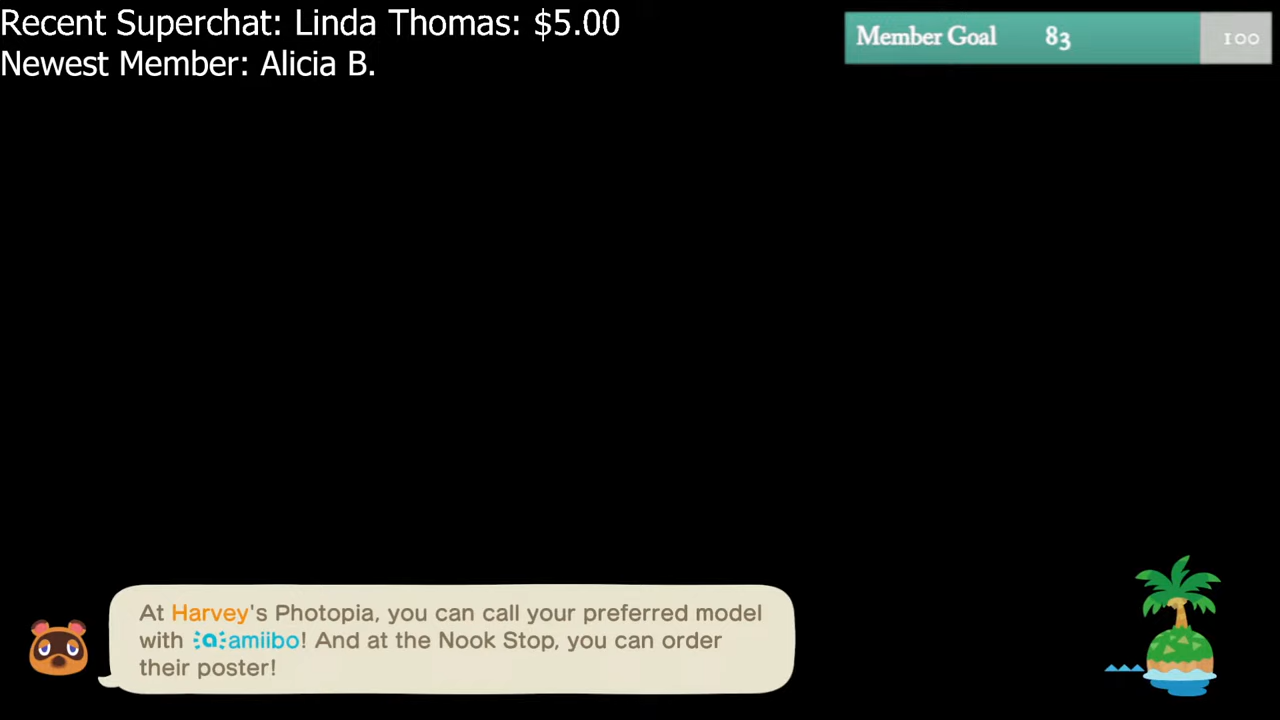 Recent Superchat: Linda Thomas: $5.00
Newest Member: Alicia B.
Member Goal 83 100
At Harvey's Photopia, you can call your preferred model
with amiibo! And at the Nook Stop, you can order
their poster!